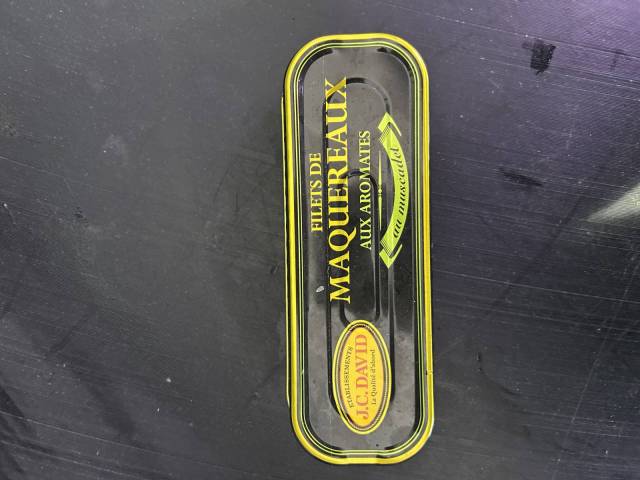 FILETS DE
MAQUEREAUX
AUX AROMATES
au muscadet
ETABLISSEMENTS
J.C. DAVID
La Qualité d'abord